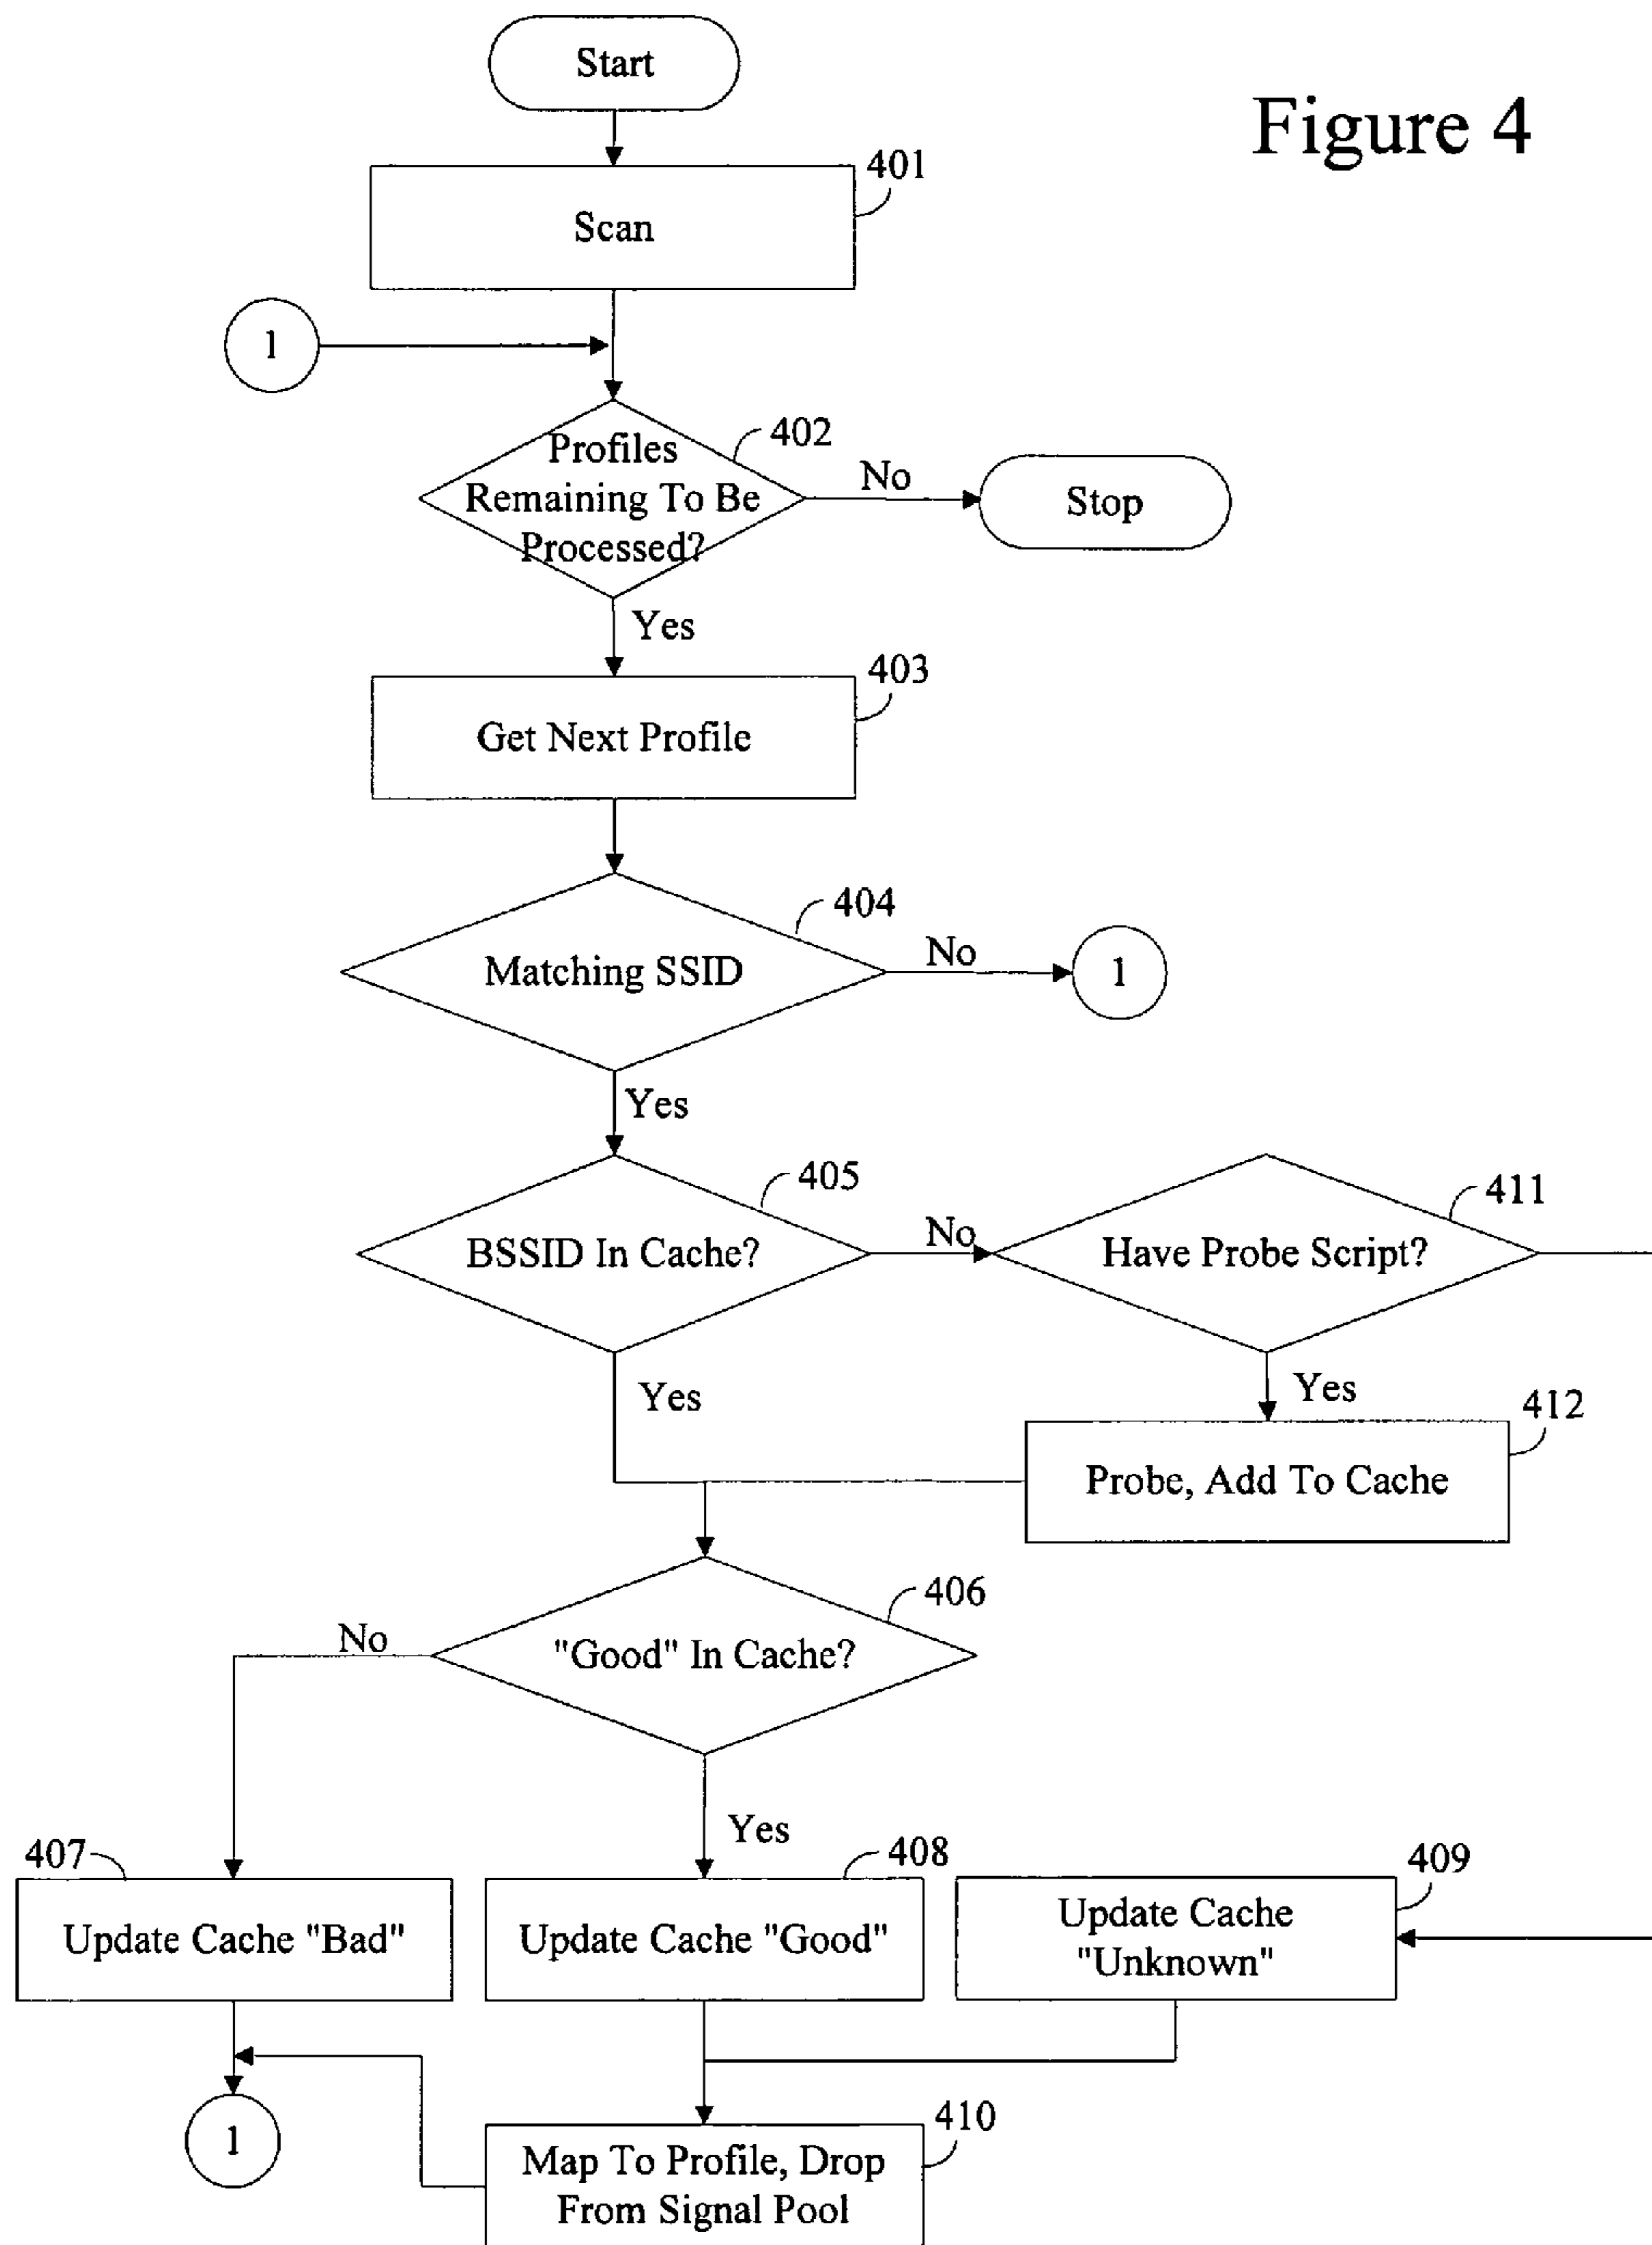 Start
Figure 4
401
Scan
1
402
Profiles
Remaining To Be
Processed?
No
Stop
Yes
403
Get Next Profile
404
Matching SSID
No
1
Yes
405
BSSID In Cache?
No
411
Have Probe Script?
Yes
Yes
412
Probe, Add To Cache
406
"Good" In Cache?
No
Yes
407
Update Cache "Bad"
408
Update Cache "Good"
409
Update Cache
"Unknown"
1
410
Map To Profile, Drop
From Signal Pool